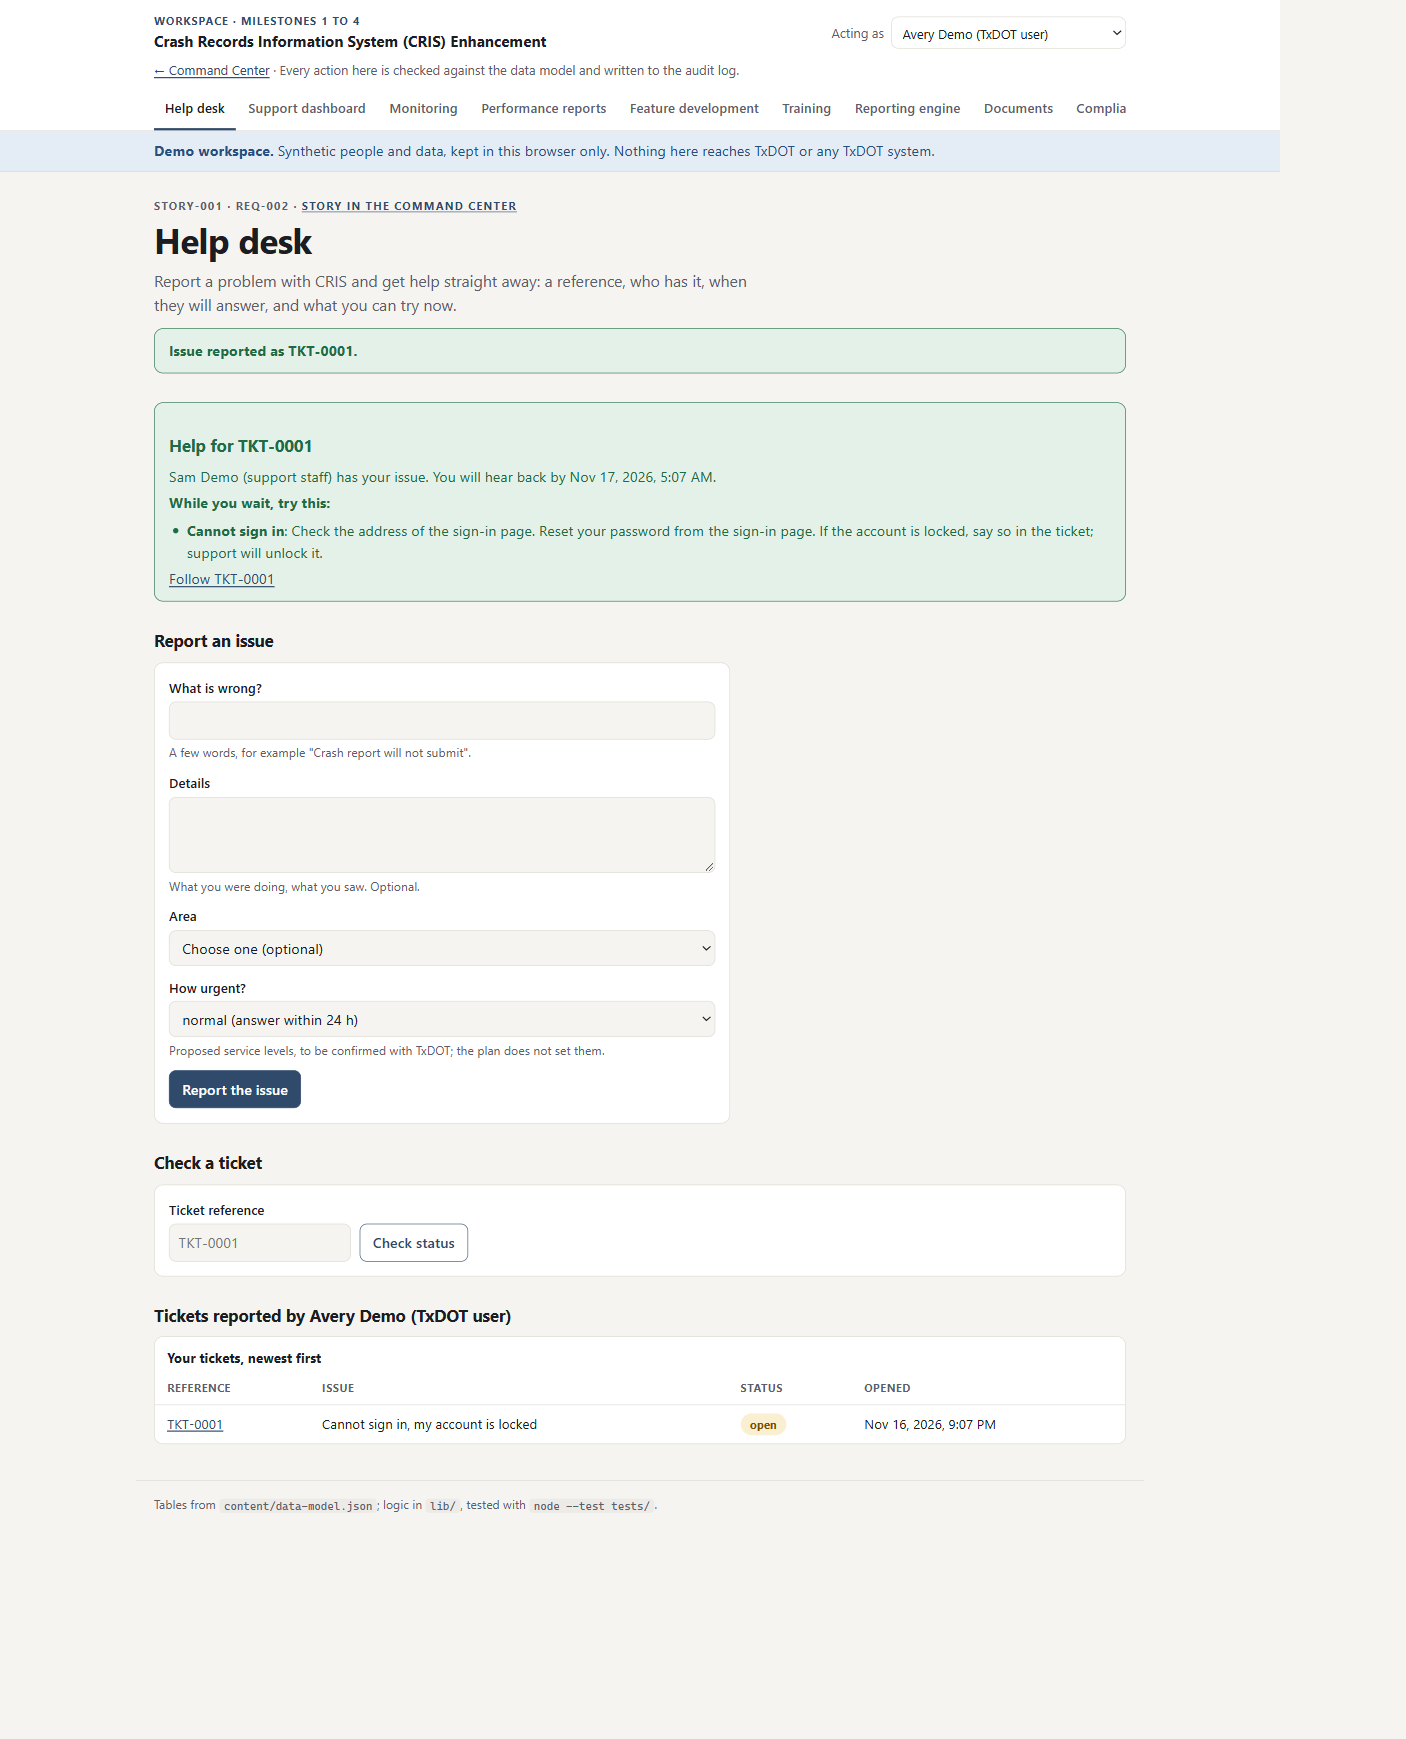 WORKSPACE · MILESTONES 1 TO 4
Crash Records Information System (CRIS) Enhancement
Acting as
Avery Demo (TxDOT user)
← Command Center · Every action here is checked against the data model and written to the audit log.
Help desk
Support dashboard
Monitoring
Performance reports
Feature development
Training
Reporting engine
Documents
Complia
Demo workspace. Synthetic people and data, kept in this browser only. Nothing here reaches TxDOT or any TxDOT system.
STORY-001 · REQ-002 · STORY IN THE COMMAND CENTER
Help desk
Report a problem with CRIS and get help straight away: a reference, who has it, when
they will answer, and what you can try now.
Issue reported as TKT-0001.
Help for TKT-0001
Sam Demo (support staff) has your issue. You will hear back by Nov 17, 2026, 5:07 AM.
While you wait, try this:
• Cannot sign in: Check the address of the sign-in page. Reset your password from the sign-in page. If the account is locked, say so in the ticket;
support will unlock it.
Follow TKT-0001
Report an issue
What is wrong?
A few words, for example "Crash report will not submit".
Details
What you were doing, what you saw. Optional.
Area
Choose one (optional)
How urgent?
normal (answer within 24 h)
Proposed service levels, to be confirmed with TxDOT; the plan does not set them.
Report the issue
Check a ticket
Ticket reference
TKT-0001
Check status
Tickets reported by Avery Demo (TxDOT user)
Your tickets, newest first
REFERENCE ISSUE STATUS OPENED
TKT-0001 Cannot sign in, my account is locked open Nov 16, 2026, 9:07 PM
Tables from content/data-model.json; logic in lib/, tested with node --test tests/.